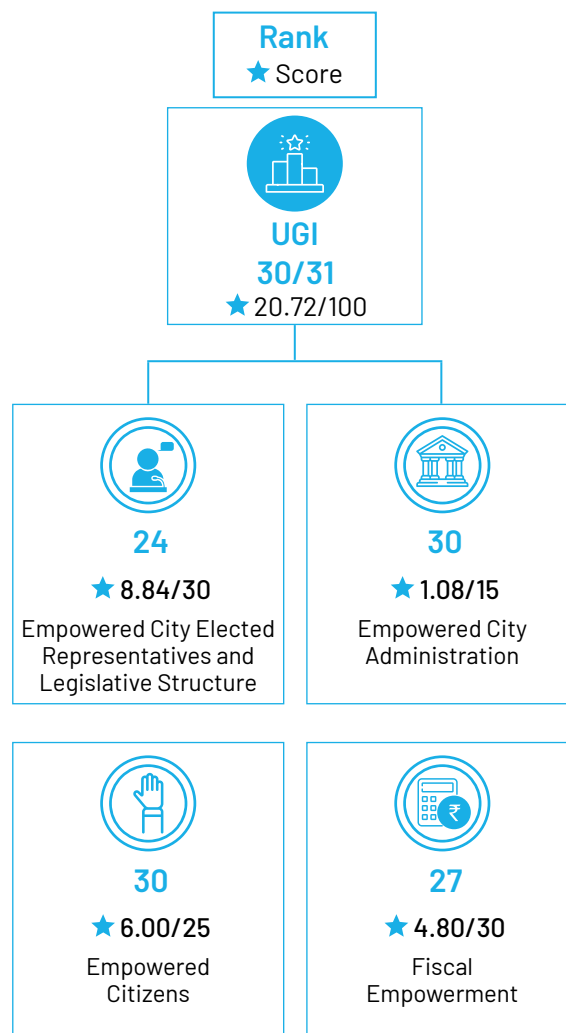 Rank
★ Score
UGI
30/31
★ 20.72/100
24
★ 8.84/30
Empowered City Elected
Representatives and
Legislative Structure
30
★ 1.08/15
Empowered City
Administration
30
★ 6.00/25
Empowered
Citizens
₹
27
★ 4.80/30
Fiscal
Empowerment